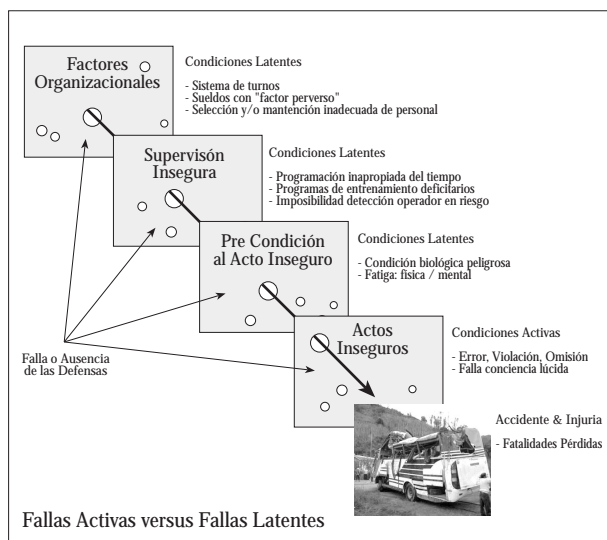 Factores
Organizacionales
Condiciones Latentes
- Sistema de turnos
- Sueldos con "factor perverso"
- Selección y/o mantención inadecuada de personal
Supervisón
Insegura
Condiciones Latentes
- Programación inapropiada del tiempo
- Programas de entrenamiento deficitarios
- Imposibilidad detección operador en riesgo
Pre Condición
al Acto Inseguro
Condiciones Latentes
- Condición biológica peligrosa
- Fatiga: física / mental
Actos
Inseguros
Condiciones Activas
- Error, Violación, Omisión
- Falla conciencia lúcida
Falla o Ausencia
de las Defensas
Accidente & Injuria
- Fatalidades Pérdidas
Fallas Activas versus Fallas Latentes